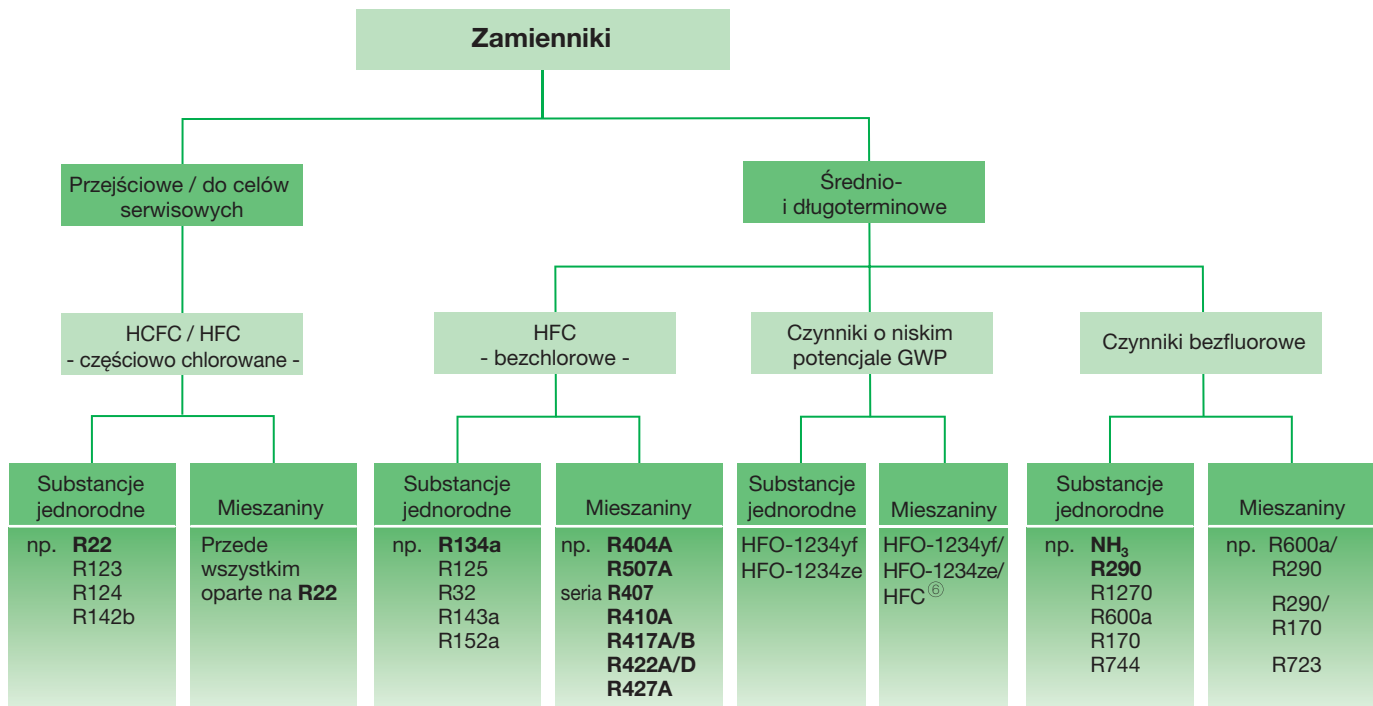 Zamienniki
Przejściowe / do celów
serwisowych
Średnio-
i długoterminowe
HCFC / HFC
- częściowo chlorowane -
HFC
- bezchlorowe -
Czynniki o niskim
potencjale GWP
Czynniki bezfluorowe
Substancje
jednorodne
np. R22
R123
R124
R142b
Mieszaniny
Przede
wszystkim
oparte na R22
Substancje
jednorodne
np. R134a
R125
R32
R143a
R152a
Mieszaniny
np. R404A
R507A
seria R407
R410A
R417A/B
R422A/D
R427A
Substancje
jednorodne
HFO-1234yf
HFO-1234ze
Mieszaniny
HFO-1234yf/
HFO-1234ze/
HFC ⑥
Substancje
jednorodne
np. NH₃
R290
R1270
R600a
R170
R744
Mieszaniny
np. R600a/
R290
R290/
R170
R723